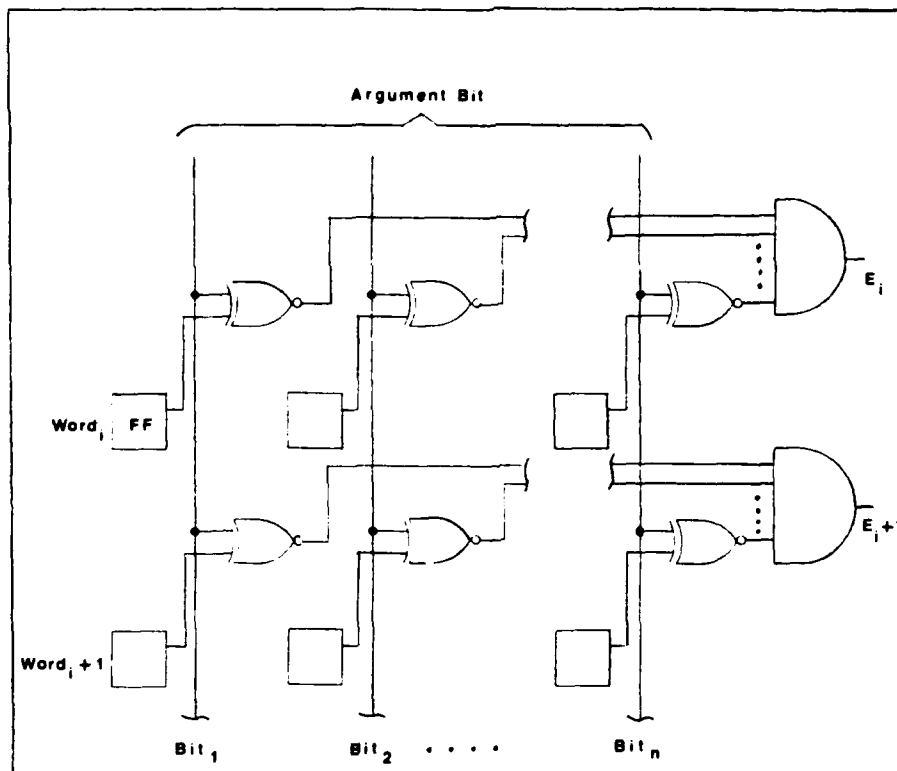 Argument Bit
E_i
Word_i FF
E_i+1
Word_i+1
Bit_1 Bit_2 . . . . Bit_n